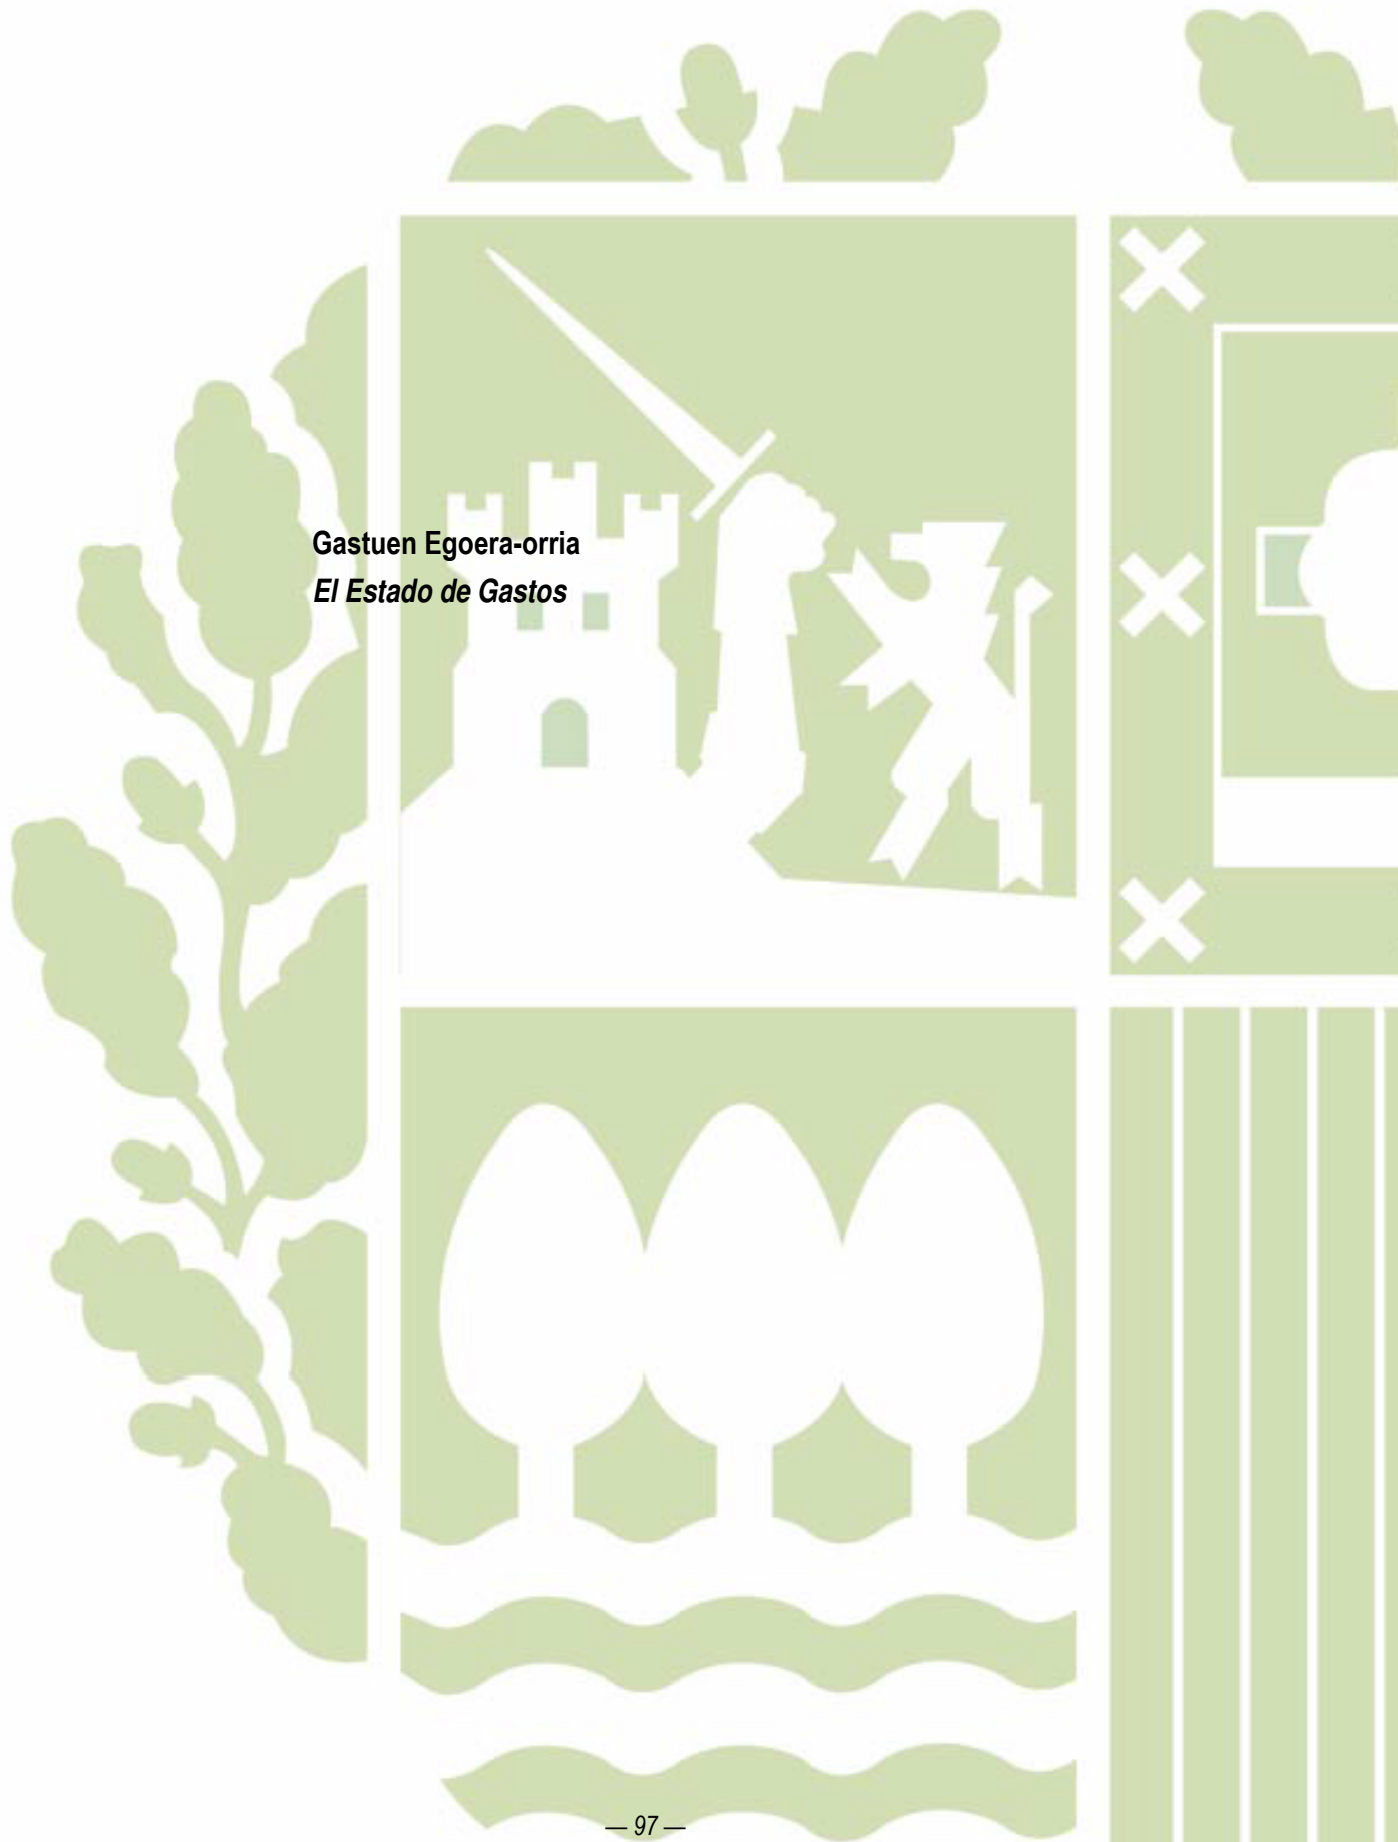 Gastuen Egoera-orria
El Estado de Gastos
— 97 —